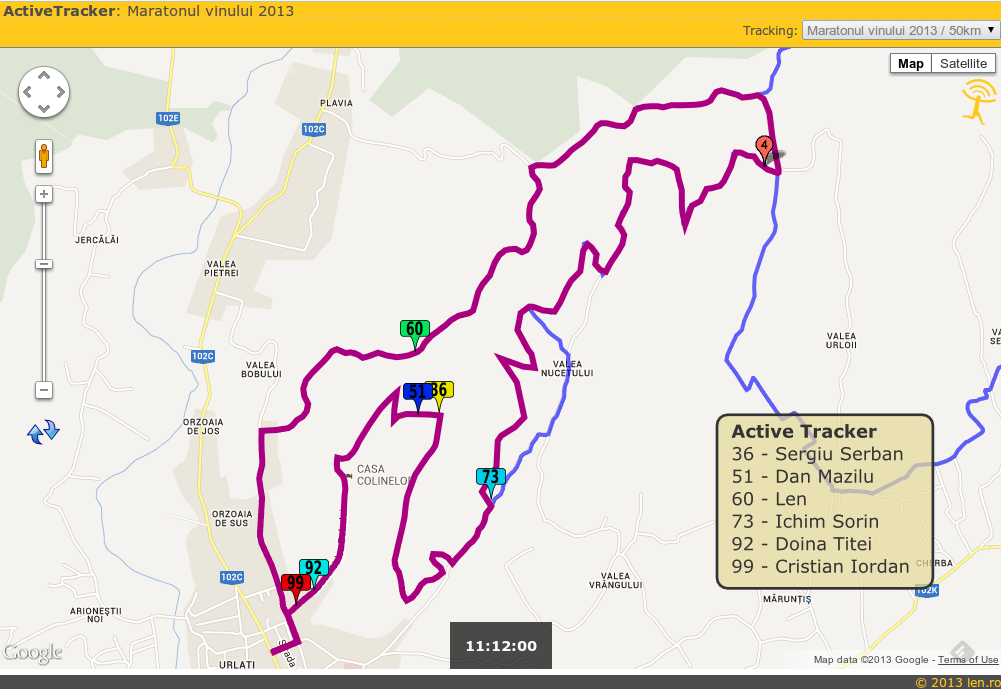 ActiveTracker: Maratonul vinului 2013
Tracking: Maratonul vinului 2013 / 50km
Map Satellite
PLAVIA
102E
102C
4
JERCĂLĂI
VALEA
PIETREI
60
VALEA
URLOII
102C
VALEA
BOBULUI
VALEA
NUCETULUI
51 36
ORZOAIA
DE JOS
CASA
COLINELOR
73
ORZOAIA
DE SUS
Active Tracker
36 - Sergiu Serban
51 - Dan Mazilu
60 - Len
73 - Ichim Sorin
92 - Doina Titei
99 - Cristian Iordan
92
99
102C
VALEA
VRÂNGULUI
CHERBA
102K
MĂRUNȚIȘ
ARIONEȘTII
NOI
Strada
11:12:00
Google
URLATI
Map data ©2013 Google - Terms of Use
© 2013 len.ro